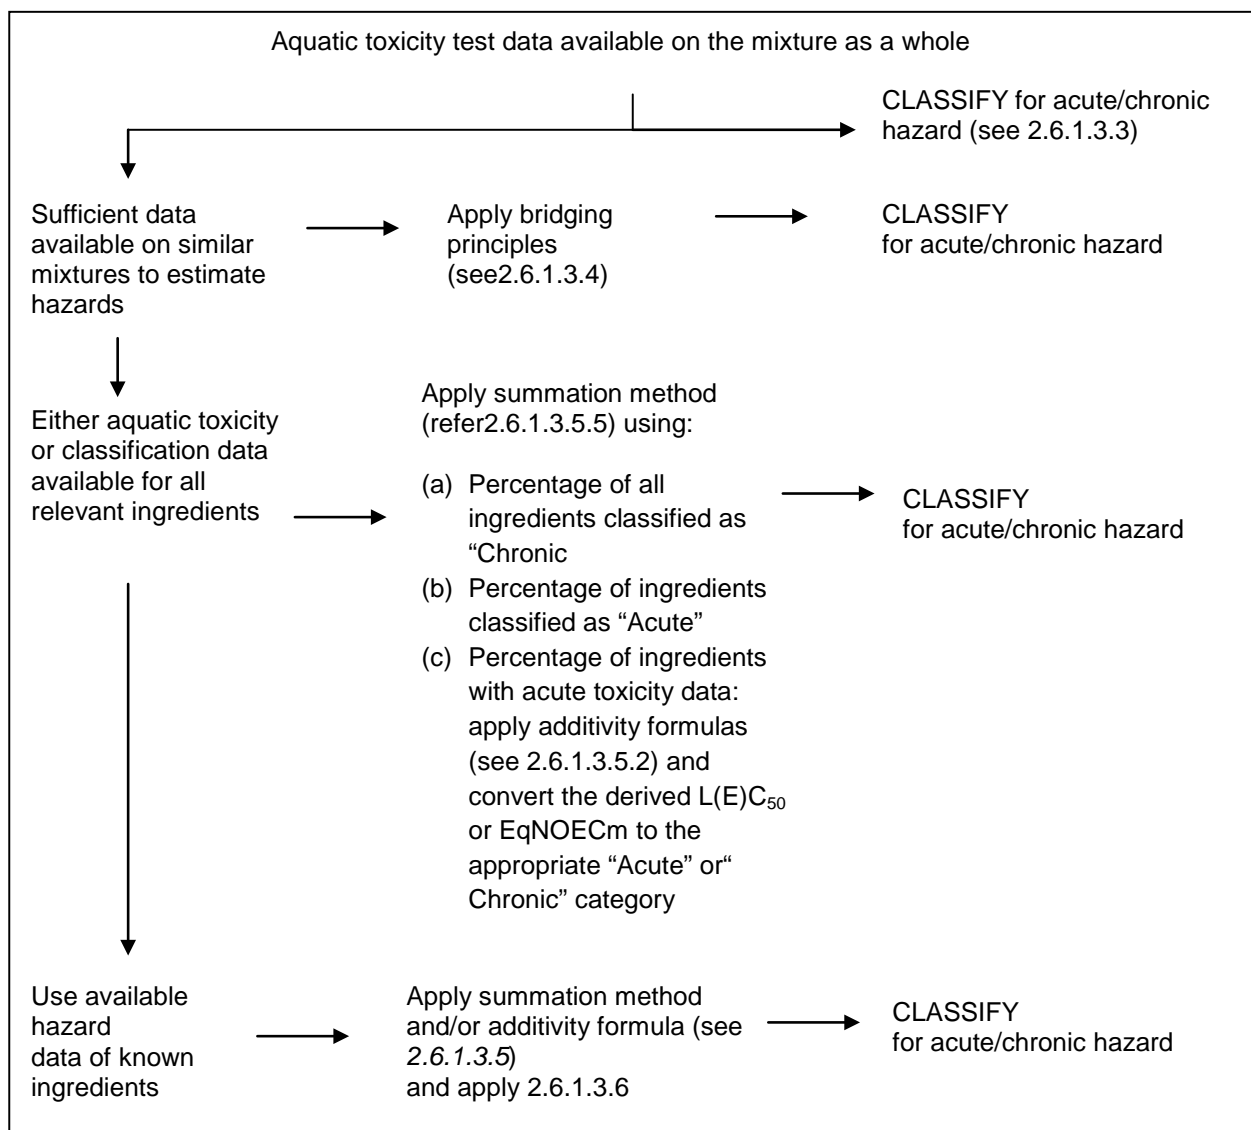 Aquatic toxicity test data available on the mixture as a whole
CLASSIFY for acute/chronic
hazard (see 2.6.1.3.3)
Sufficient data
available on similar
mixtures to estimate
hazards
Apply bridging
principles
(see2.6.1.3.4)
CLASSIFY
for acute/chronic hazard
Either aquatic toxicity
or classification data
available for all
relevant ingredients
Apply summation method
(refer2.6.1.3.5.5) using:
(a) Percentage of all
ingredients classified as
“Chronic
(b) Percentage of ingredients
classified as “Acute”
(c) Percentage of ingredients
with acute toxicity data:
apply additivity formulas
(see 2.6.1.3.5.2) and
convert the derived L(E)C50
or EqNOECm to the
appropriate “Acute” or“
Chronic” category
CLASSIFY
for acute/chronic hazard
Use available
hazard
data of known
ingredients
Apply summation method
and/or additivity formula (see
2.6.1.3.5)
and apply 2.6.1.3.6
CLASSIFY
for acute/chronic hazard